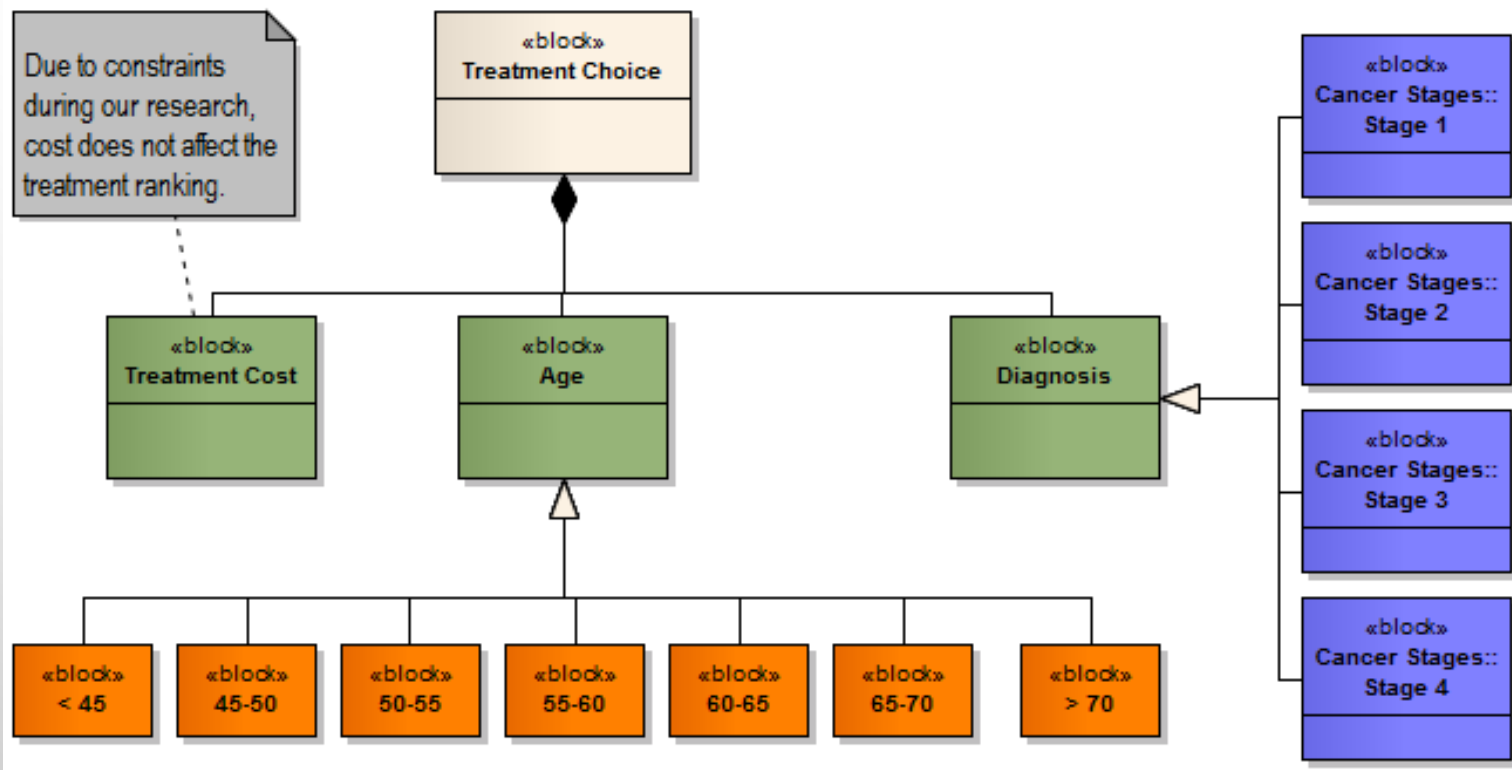 Due to constraints
during our research,
cost does not affect the
treatment ranking.
«block»
Treatment Choice
«block»
Treatment Cost
«block»
Age
«block»
Diagnosis
«block»
Cancer Stages::
Stage 1
«block»
Cancer Stages::
Stage 2
«block»
Cancer Stages::
Stage 3
«block»
Cancer Stages::
Stage 4
«block»
< 45
«block»
45-50
«block»
50-55
«block»
55-60
«block»
60-65
«block»
65-70
«block»
> 70